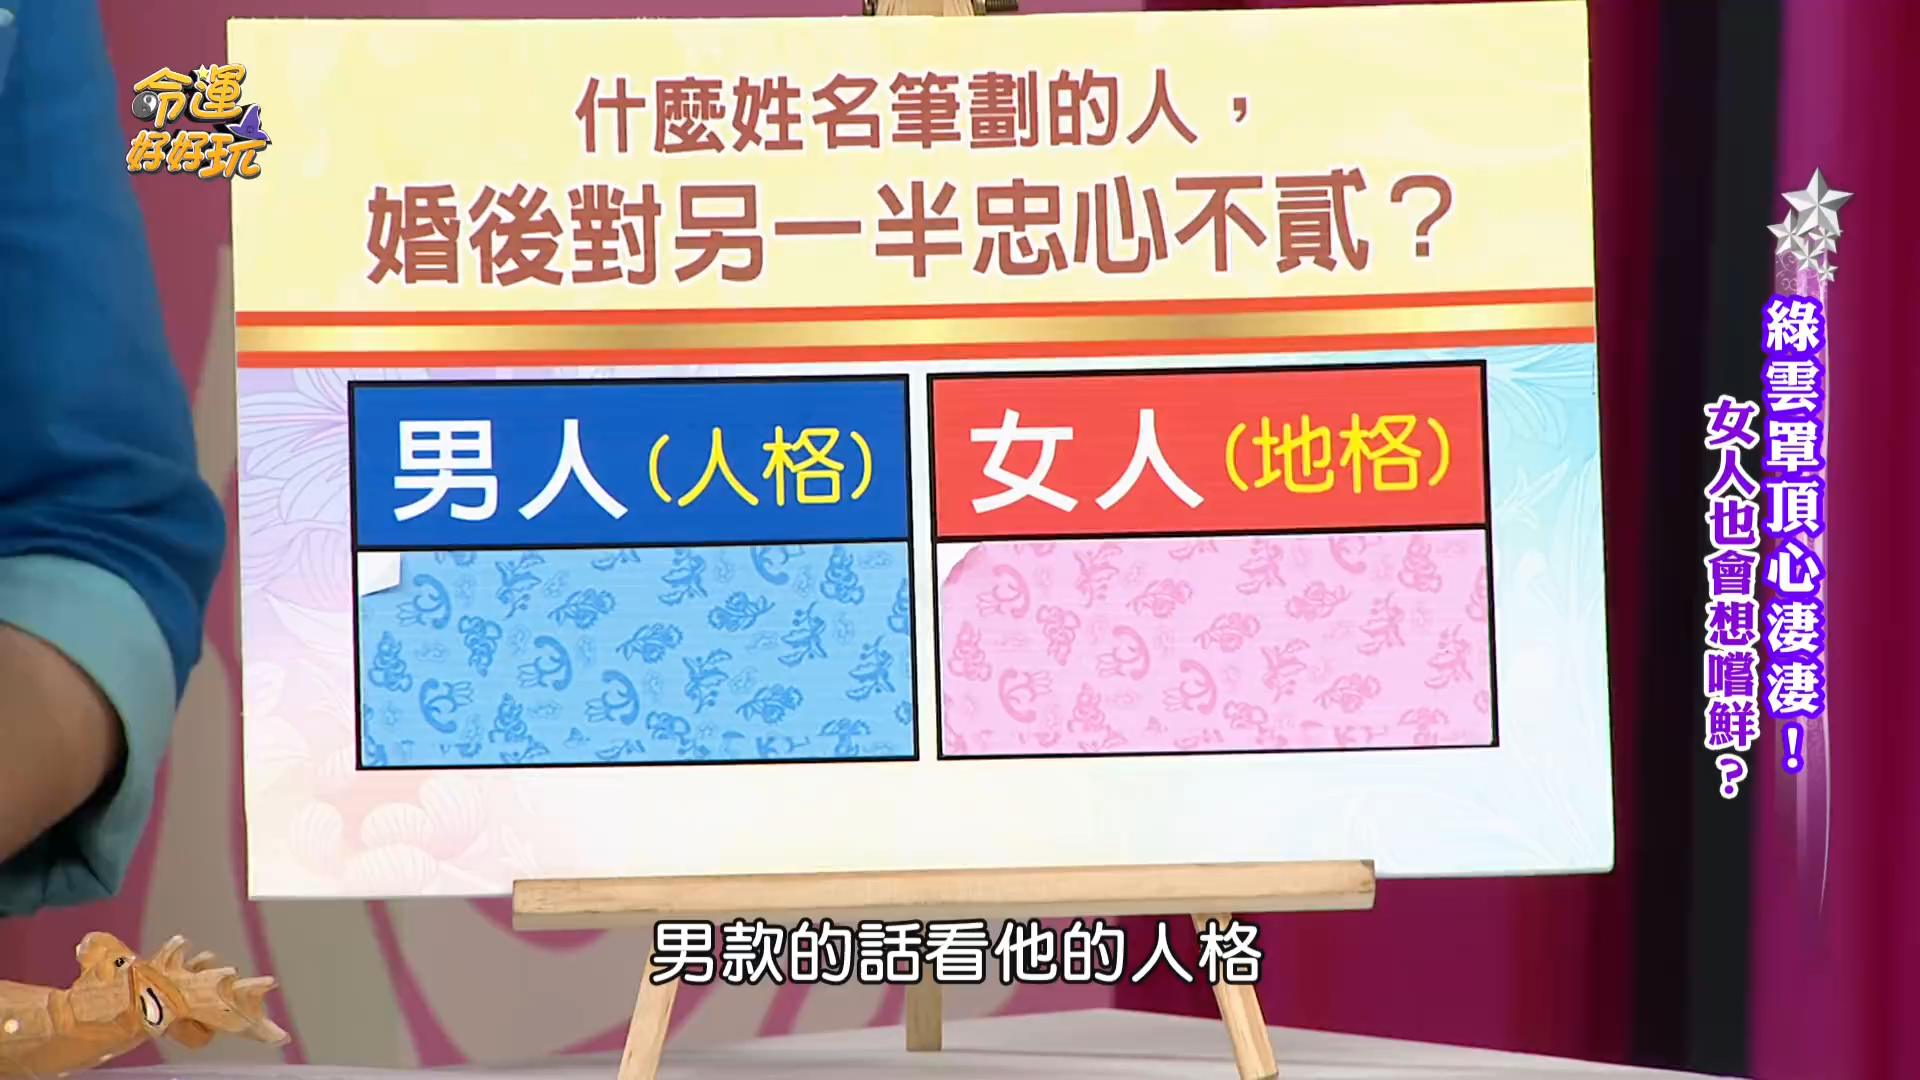 命運
好好玩
什麼姓名筆劃的人，
婚後對另一半忠心不貳？
男人(人格)
女人(地格)
綠雲罩頂心淒淒！
女人也會想嚐鮮？
男款的話看他的人格